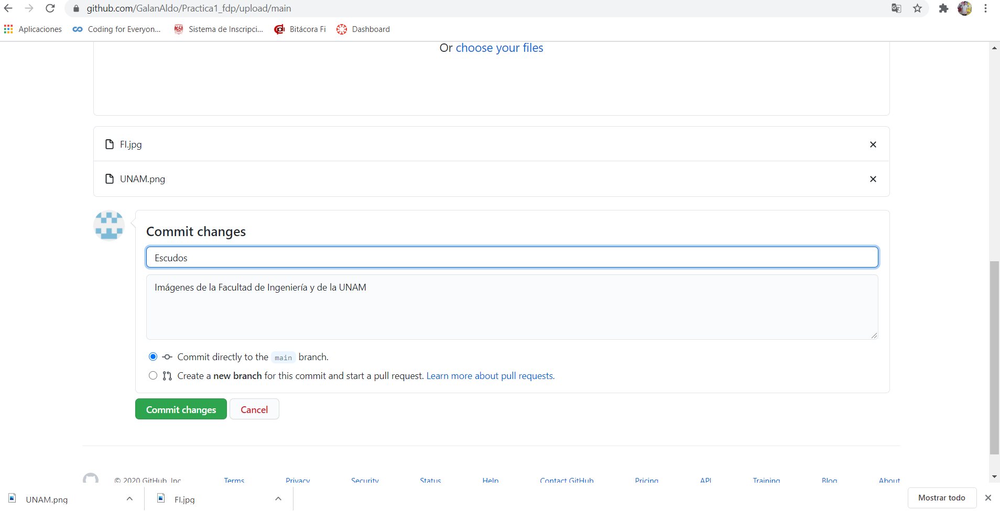 github.com/GalanAldo/Practica1_fdp/upload/main
Aplicaciones Coding for Everyon... Sistema de Inscripci... Bitácora Fi Dashboard
Or choose your files
FI.jpg
UNAM.png
Commit changes
Escudos
Imágenes de la Facultad de Ingeniería y de la UNAM
Commit directly to the main branch.
Create a new branch for this commit and start a pull request. Learn more about pull requests.
Commit changes Cancel
© 2020 GitHub, Inc. Terms Privacy Security Status Help Contact GitHub Pricing API Training Blog About
UNAM.png FI.jpg Mostrar todo